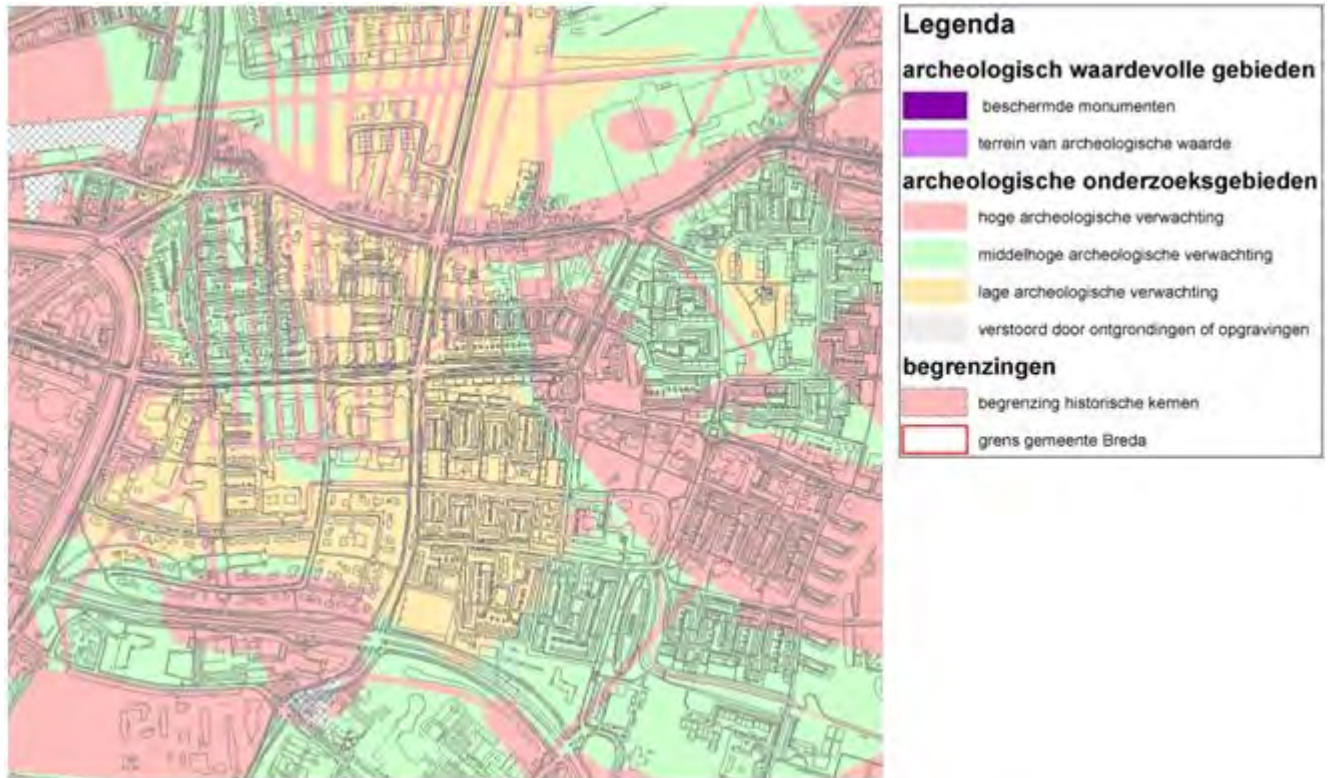 Legenda
archeologisch waardevolle gebieden
beschermde monumenten
terrein van archeologische waarde
archeologische onderzoeksgebieden
hoge archeologische verwachting
middelhoge archeologische verwachting
lage archeologische verwachting
verstoord door ontgrondingen of opgravingen
begrenzingen
begrenzing historische kernen
grens gemeente Breda